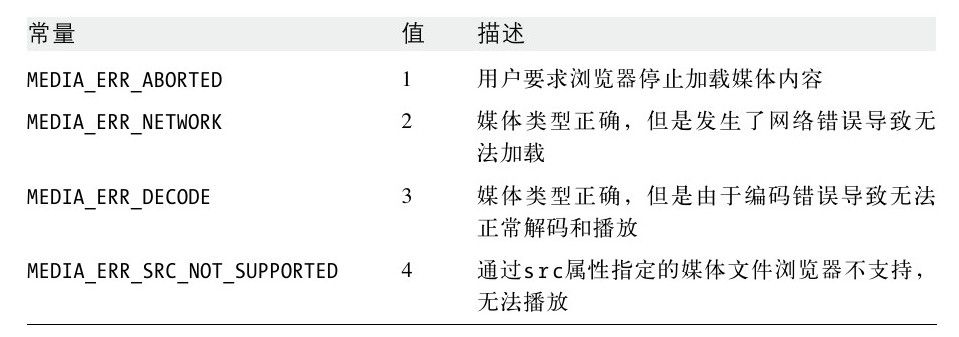 常量 值 描述
MEDIA_ERR_ABORTED 1 用户要求浏览器停止加载媒体内容
MEDIA_ERR_NETWORK 2 媒体类型正确，但是发生了网络错误导致无
法加载
MEDIA_ERR_DECODE 3 媒体类型正确，但是由于编码错误导致无法
正常解码和播放
MEDIA_ERR_SRC_NOT_SUPPORTED 4 通过src属性指定的媒体文件浏览器不支持，
无法播放